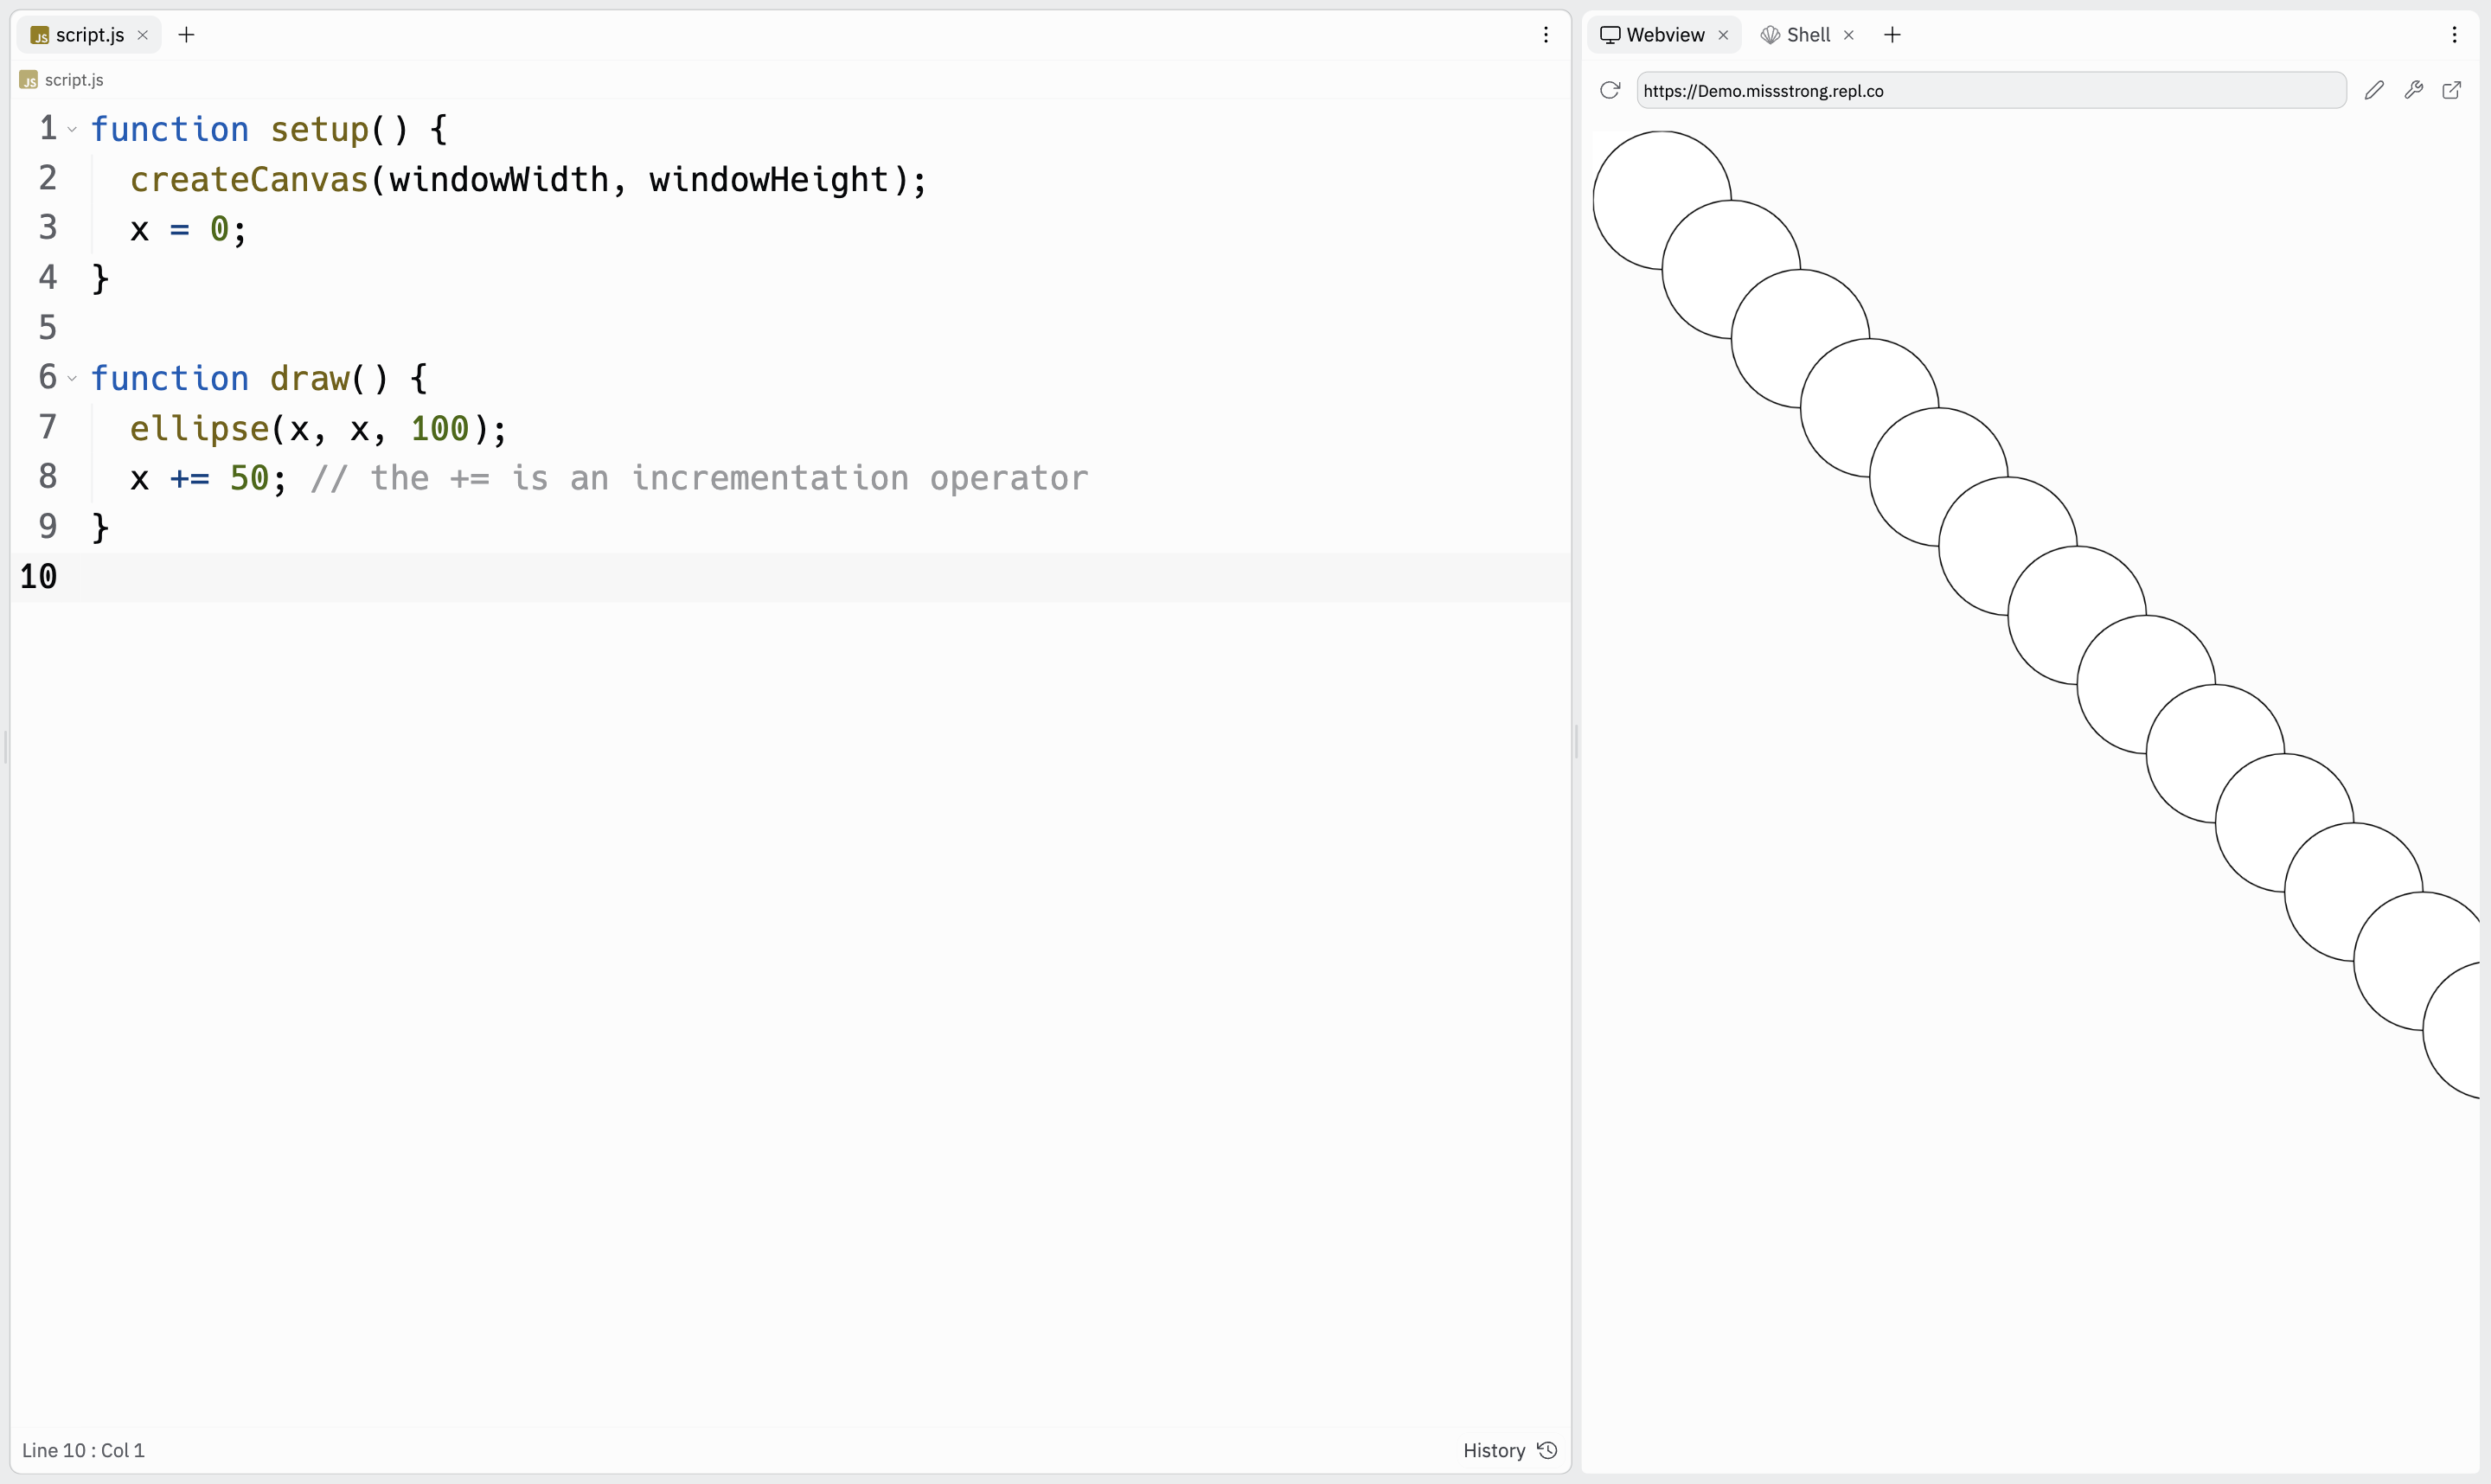 script.js
script.js
1 function setup() {
2 createCanvas(windowWidth, windowHeight);
3 x = 0;
4 }
5
6 function draw() {
7 ellipse(x, x, 100);
8 x += 50; // the += is an incrementation operator
9 }
10
Line 10 : Col 1
History
Webview Shell
https://Demo.missstrong.repl.co